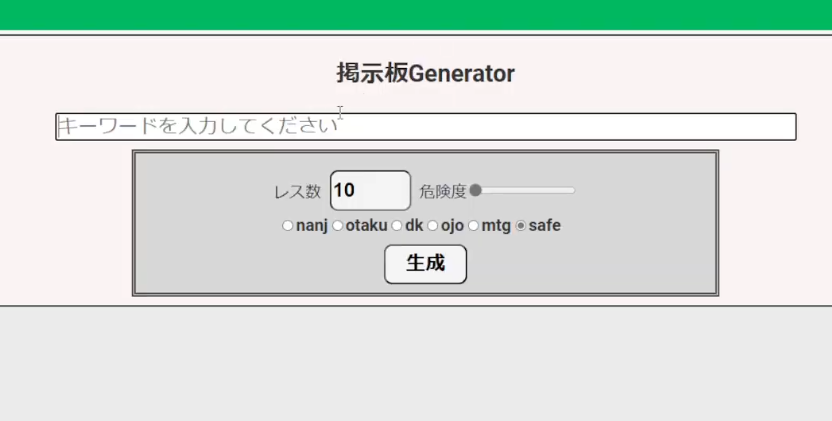 掲示板Generator
キーワードを入力してください
レス数 10 危険度
nanj otaku dk ojo mtg safe
生成